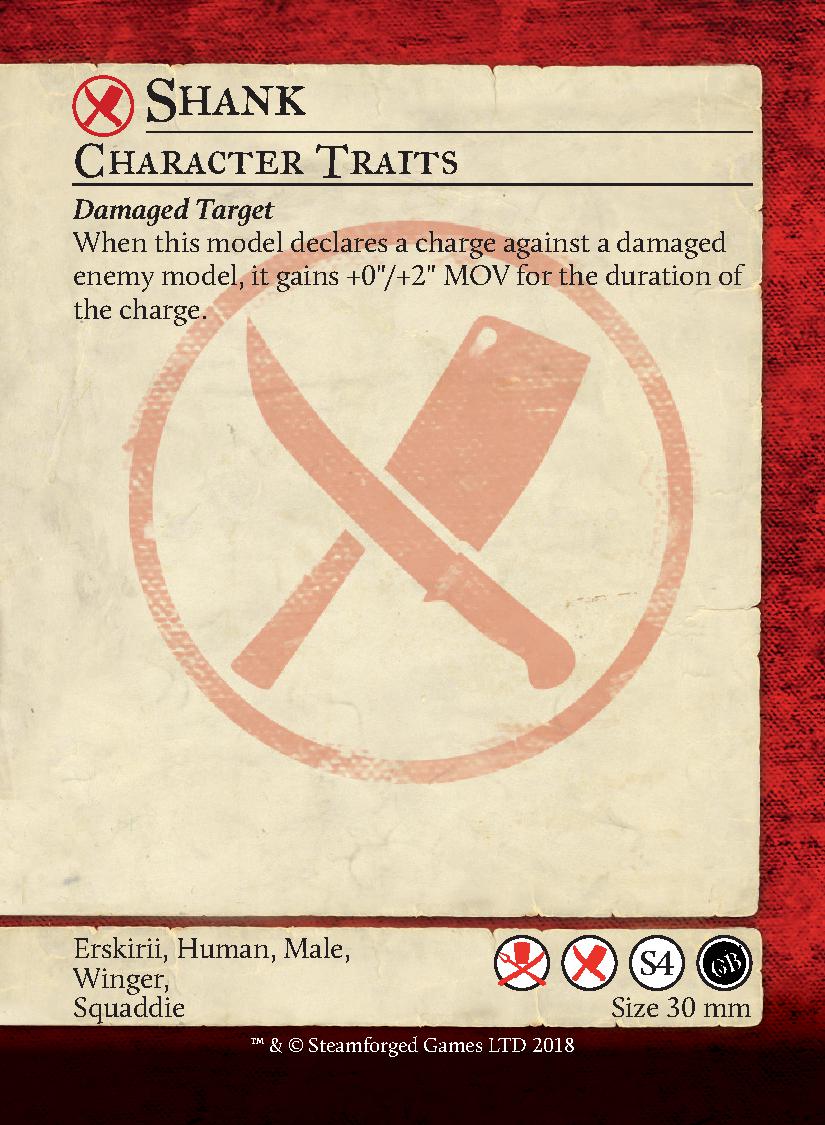 Shank
Character Traits
Damaged Target
When this model declares a charge against a damaged
enemy model, it gains +0"/+2" MOV for the duration of
the charge.
Erskirii, Human, Male,
Winger,
Squaddie
S4
GB
Size 30 mm
™ & © Steamforged Games LTD 2018